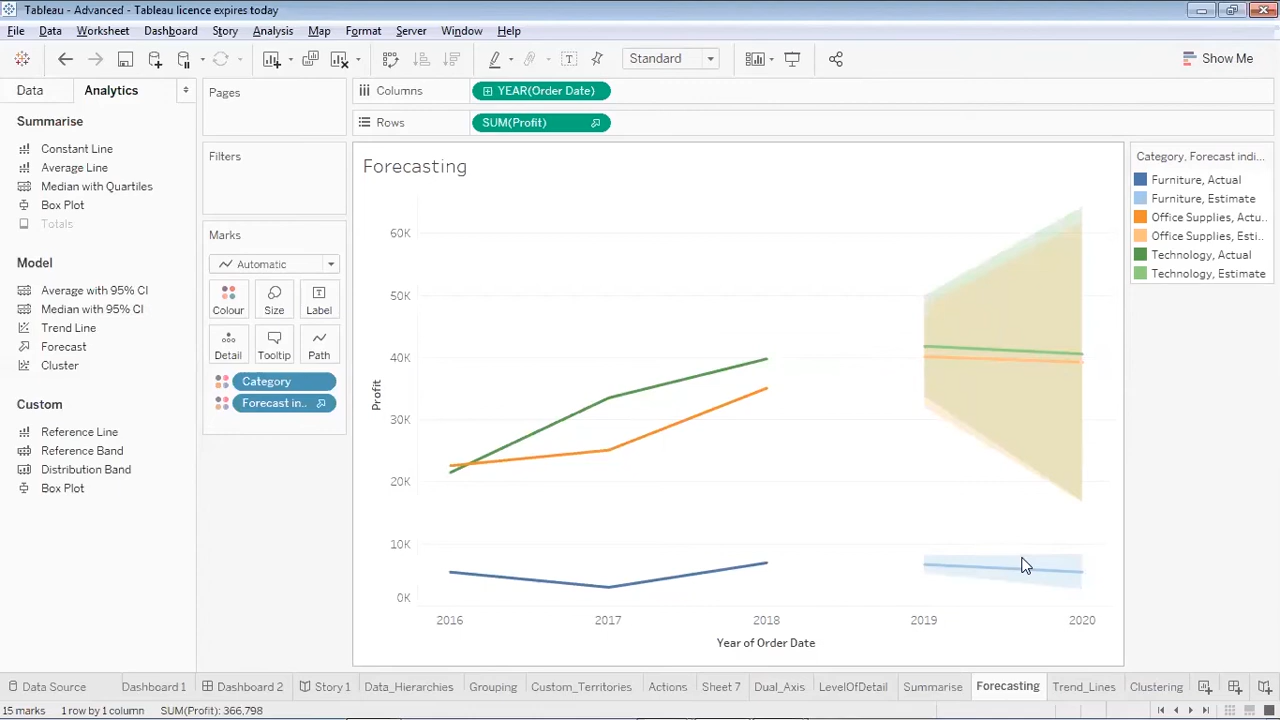 Tableau - Advanced - Tableau licence expires today
File Data Worksheet Dashboard Story Analysis Map Format Server Window Help
Standard
Show Me
Data Analytics
Summarise
Constant Line
Average Line
Median with Quartiles
Box Plot
Totals
Model
Average with 95% CI
Median with 95% CI
Trend Line
Forecast
Cluster
Custom
Reference Line
Reference Band
Distribution Band
Box Plot
Pages
Filters
Marks
Automatic
Colour Size Label
Detail Tooltip Path
Category
Forecast in..
Columns YEAR(Order Date)
Rows SUM(Profit)
Forecasting
60K
50K
40K
30K
20K
10K
0K
Profit
2016 2017 2018 2019 2020
Year of Order Date
Category, Forecast indi...
Furniture, Actual
Furniture, Estimate
Office Supplies, Actu..
Office Supplies, Esti..
Technology, Actual
Technology, Estimate
Data Source Dashboard 1 Dashboard 2 Story 1 Data_Hierarchies Grouping Custom_Territories Actions Sheet 7 Dual_Axis LevelOfDetail Summarise Forecasting Trend_Lines Clustering
15 marks 1 row by 1 column SUM(Profit): 366,798